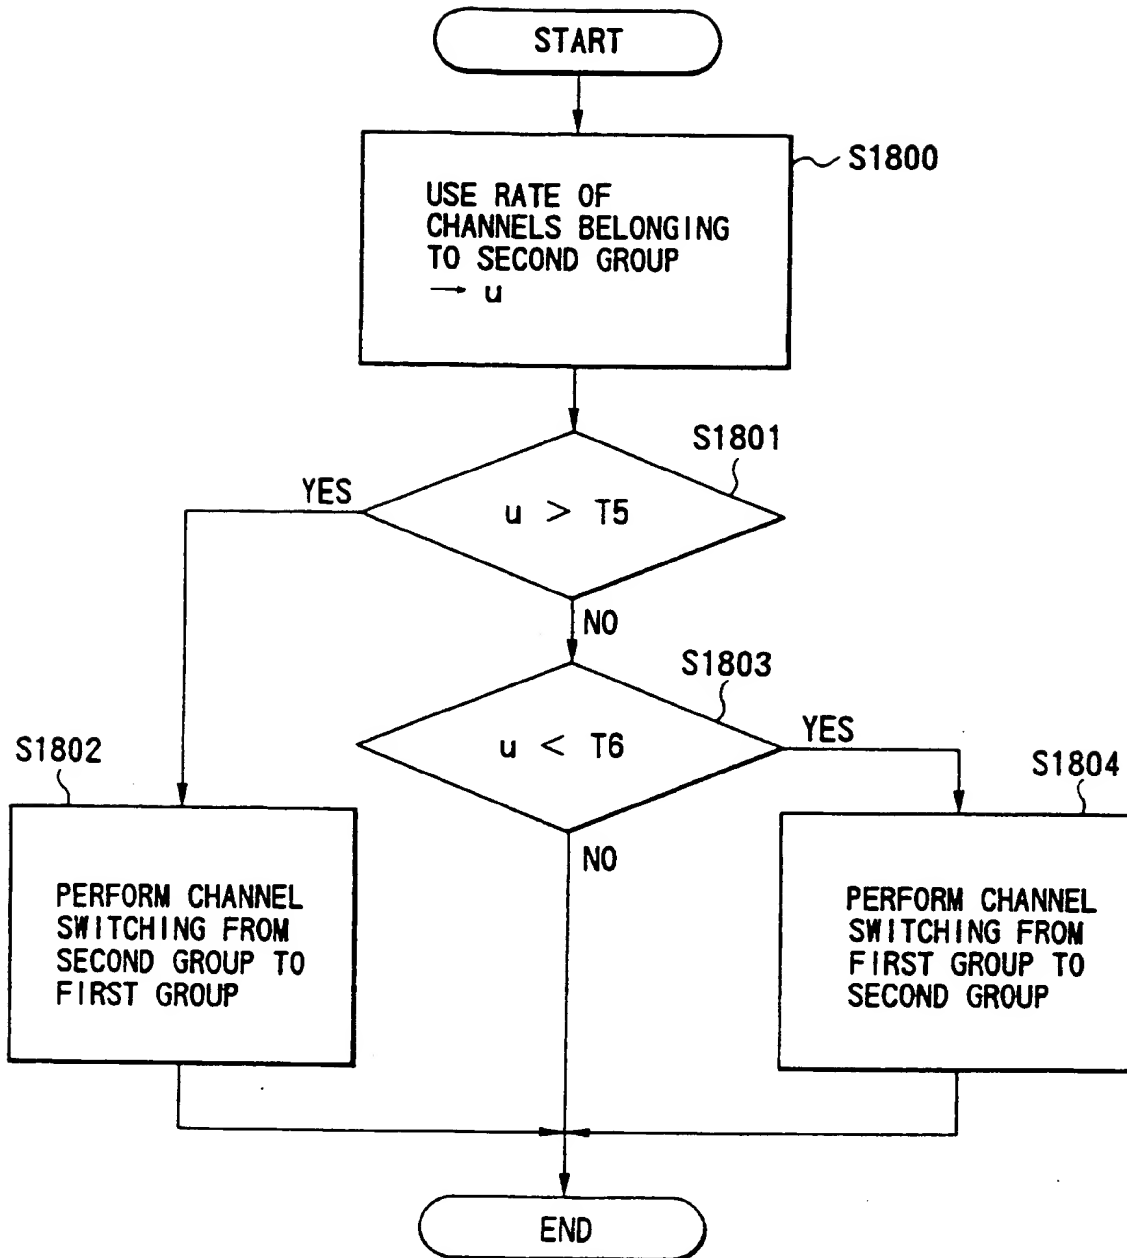 START
S1800
USE RATE OF
CHANNELS BELONGING
TO SECOND GROUP
→ u
S1801
YES
u > T5
NO
S1803
u < T6
YES
S1802
S1804
NO
PERFORM CHANNEL
SWITCHING FROM
SECOND GROUP TO
FIRST GROUP
PERFORM CHANNEL
SWITCHING FROM
FIRST GROUP TO
SECOND GROUP
END